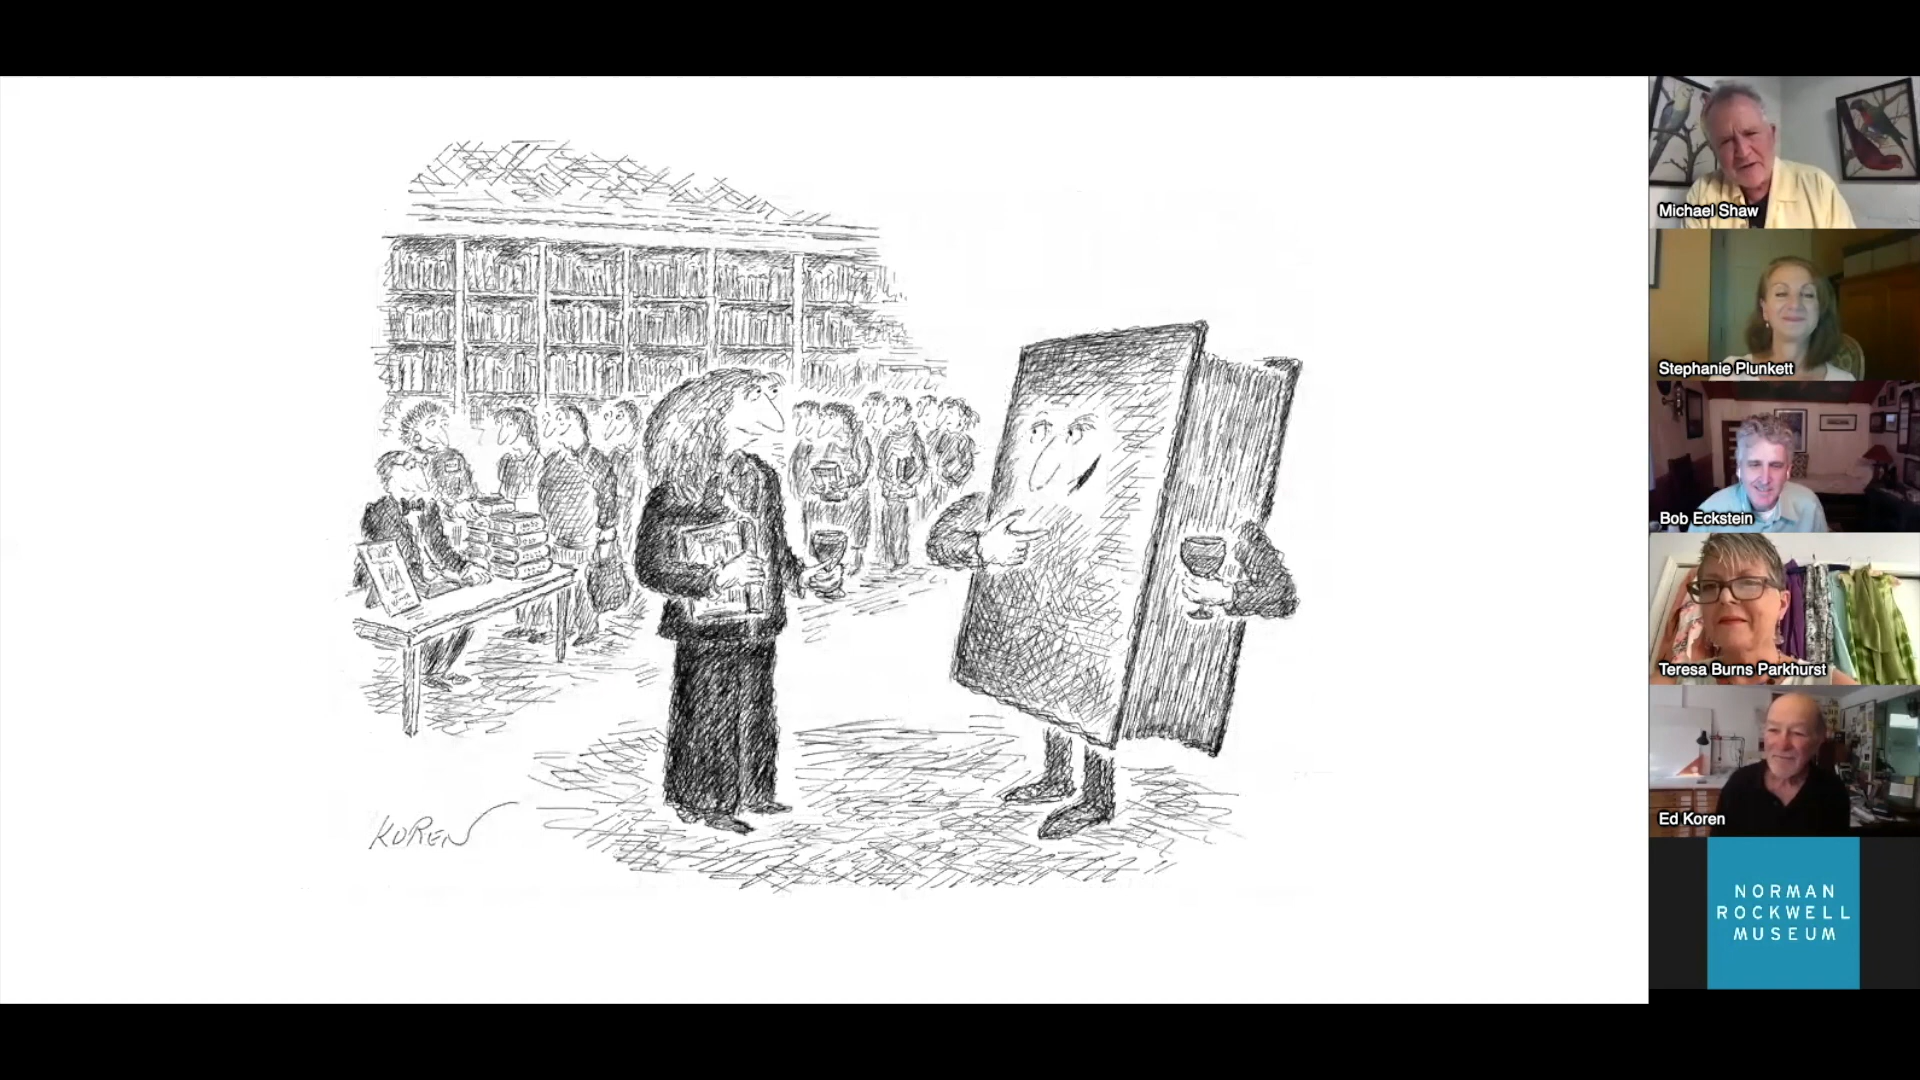 KOREN
Michael Shaw
Stephanie Plunkett
Bob Eckstein
Teresa Burns Parkhurst
Ed Koren
NORMAN
ROCKWELL
MUSEUM